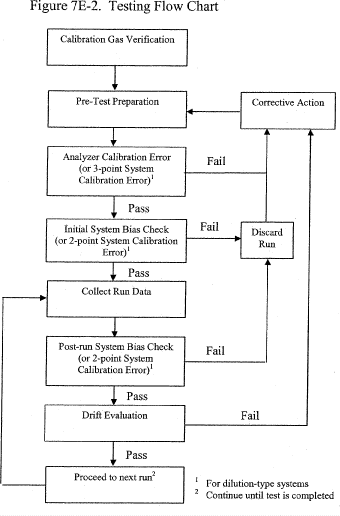 Figure 7E-2.  Testing Flow Chart
Calibration Gas Verification
Pre-Test Preparation
Corrective Action
Analyzer Calibration Error
(or 3-point System
Calibration Error)¹
Fail
Pass
Initial System Bias Check
(or 2-point System Calibration
Error)¹
Fail
Discard
Run
Pass
Collect Run Data
Post-run System Bias Check
(or 2-point System
Calibration Error)¹
Fail
Pass
Drift Evaluation
Fail
Pass
Proceed to next run²
¹ For dilution-type systems
² Continue until test is completed